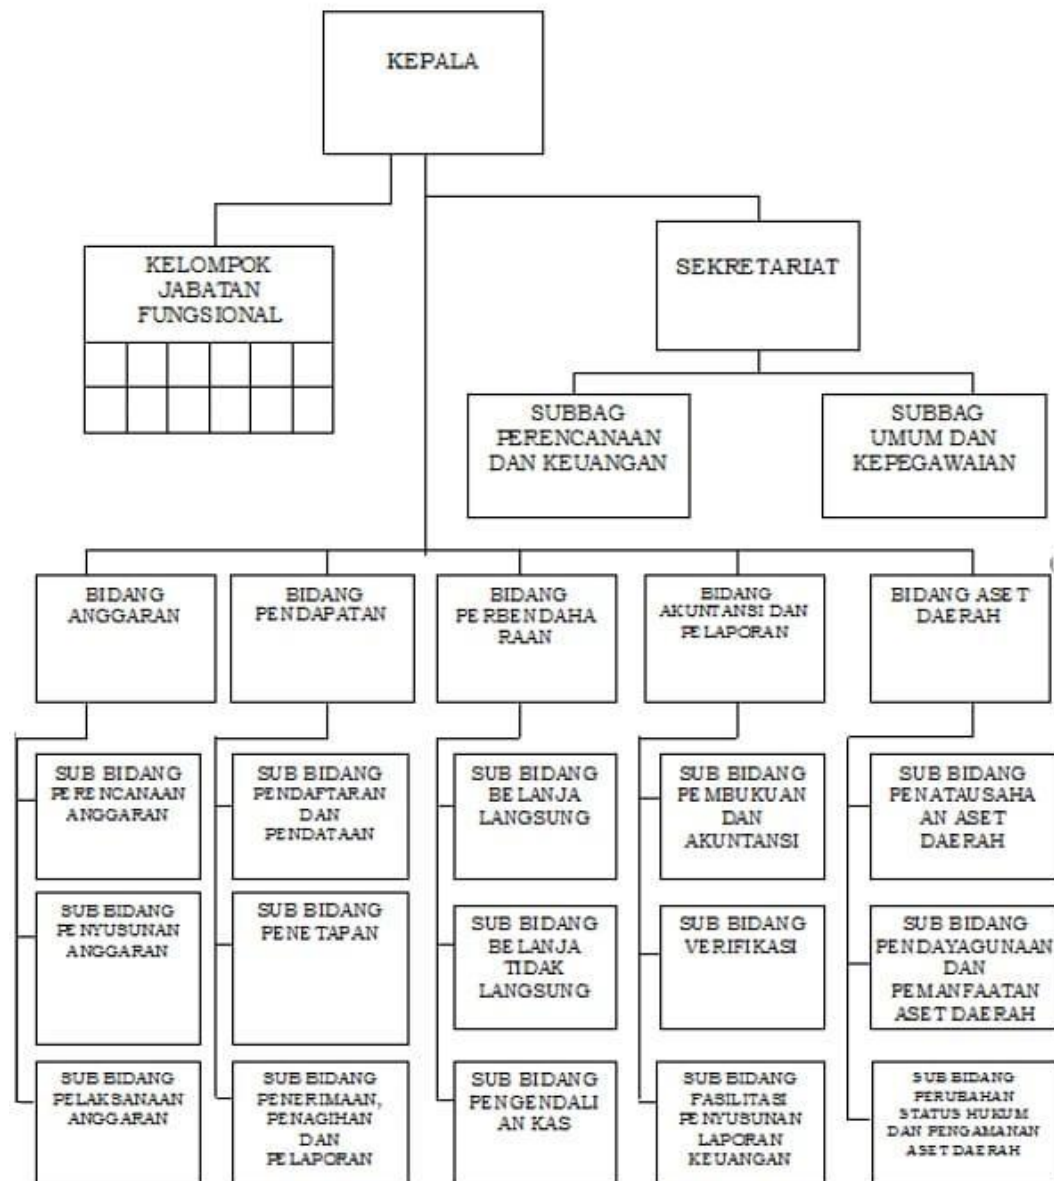 KEPALA
KELOMPOK
JABATAN
FUNGSIONAL
SEKRETARIAT
SUBBAG
PERENCANAAN
DAN KEUANGAN
SUBBAG
UMUM DAN
KEPEGAWAIAN
BIDANG
ANGGARAN
BIDANG
PENDAPATAN
BIDANG
PERBENDAHA
RAAN
BIDANG
AKUNTANSI DAN
PELAPORAN
BIDANG ASET
DAERAH
SUB BIDANG
PERENCANAAN
ANGGARAN
SUB BIDANG
PENDAFTARAN
DAN
PENDATAAN
SUB BIDANG
BELANJA
LANGSUNG
SUB BIDANG
PEMBUKUAN
DAN
AKUNTANSI
SUB BIDANG
PENATAUSAHA
AN ASET
DAERAH
SUB BIDANG
PENYUSUNAN
ANGGARAN
SUB BIDANG
PENETAPAN
SUB BIDANG
BELANJA
TIDAK
LANGSUNG
SUB BIDANG
VERIFIKASI
SUB BIDANG
PENDAYAGUNAAN
DAN
PEMANFAATAN
ASET DAERAH
SUB BIDANG
PELAKSANAAN
ANGGARAN
SUB BIDANG
PENERIMAAN,
PENAGIHAN
DAN
PELAPORAN
SUB BIDANG
PENGENDALI
AN KAS
SUB BIDANG
FASILITASI
PENYUSUNAN
LAPORAN
KEUANGAN
SUB BIDANG
PERUBAHAN
STATUS HUKUM
DAN PENGAMANAN
ASET DAERAH